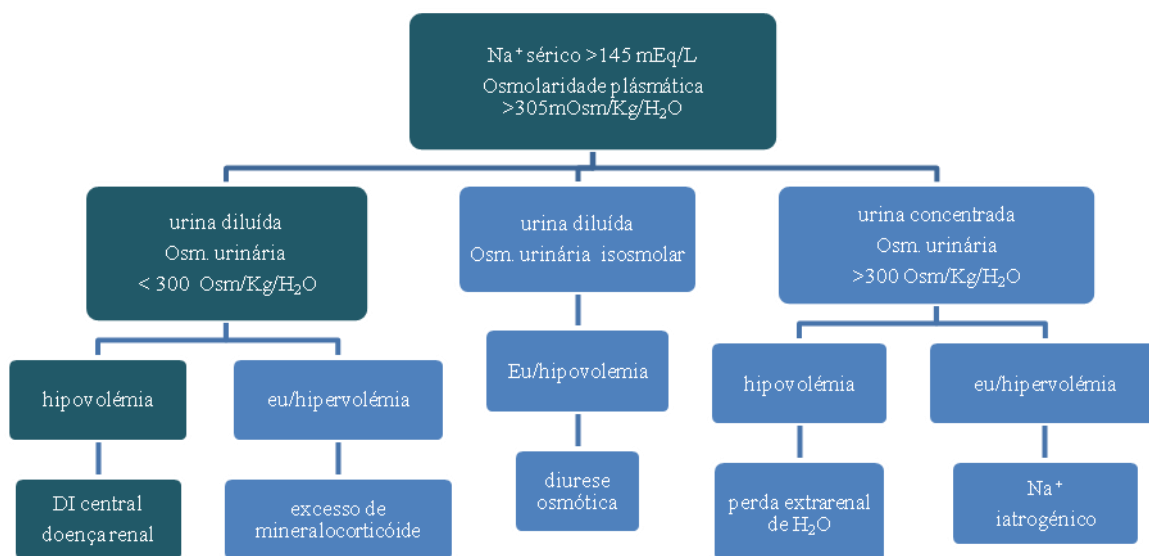 Na⁺ sérico >145 mEq/L
Osmolaridade plásmática
>305mOsm/Kg/H₂O
urina diluída
Osm. urinária
< 300 Osm/Kg/H₂O
urina diluída
Osm. urinária isosmolar
urina concentrada
Osm. urinária
>300 Osm/Kg/H₂O
hipovolémia
eu/hipervolémia
Eu/hipovolemia
hipovolémia
eu/hipervolémia
DI central
doença renal
excesso de
mineralocorticóide
diurese
osmótica
perda extrarenal
de H₂O
Na⁺
iatrogénico